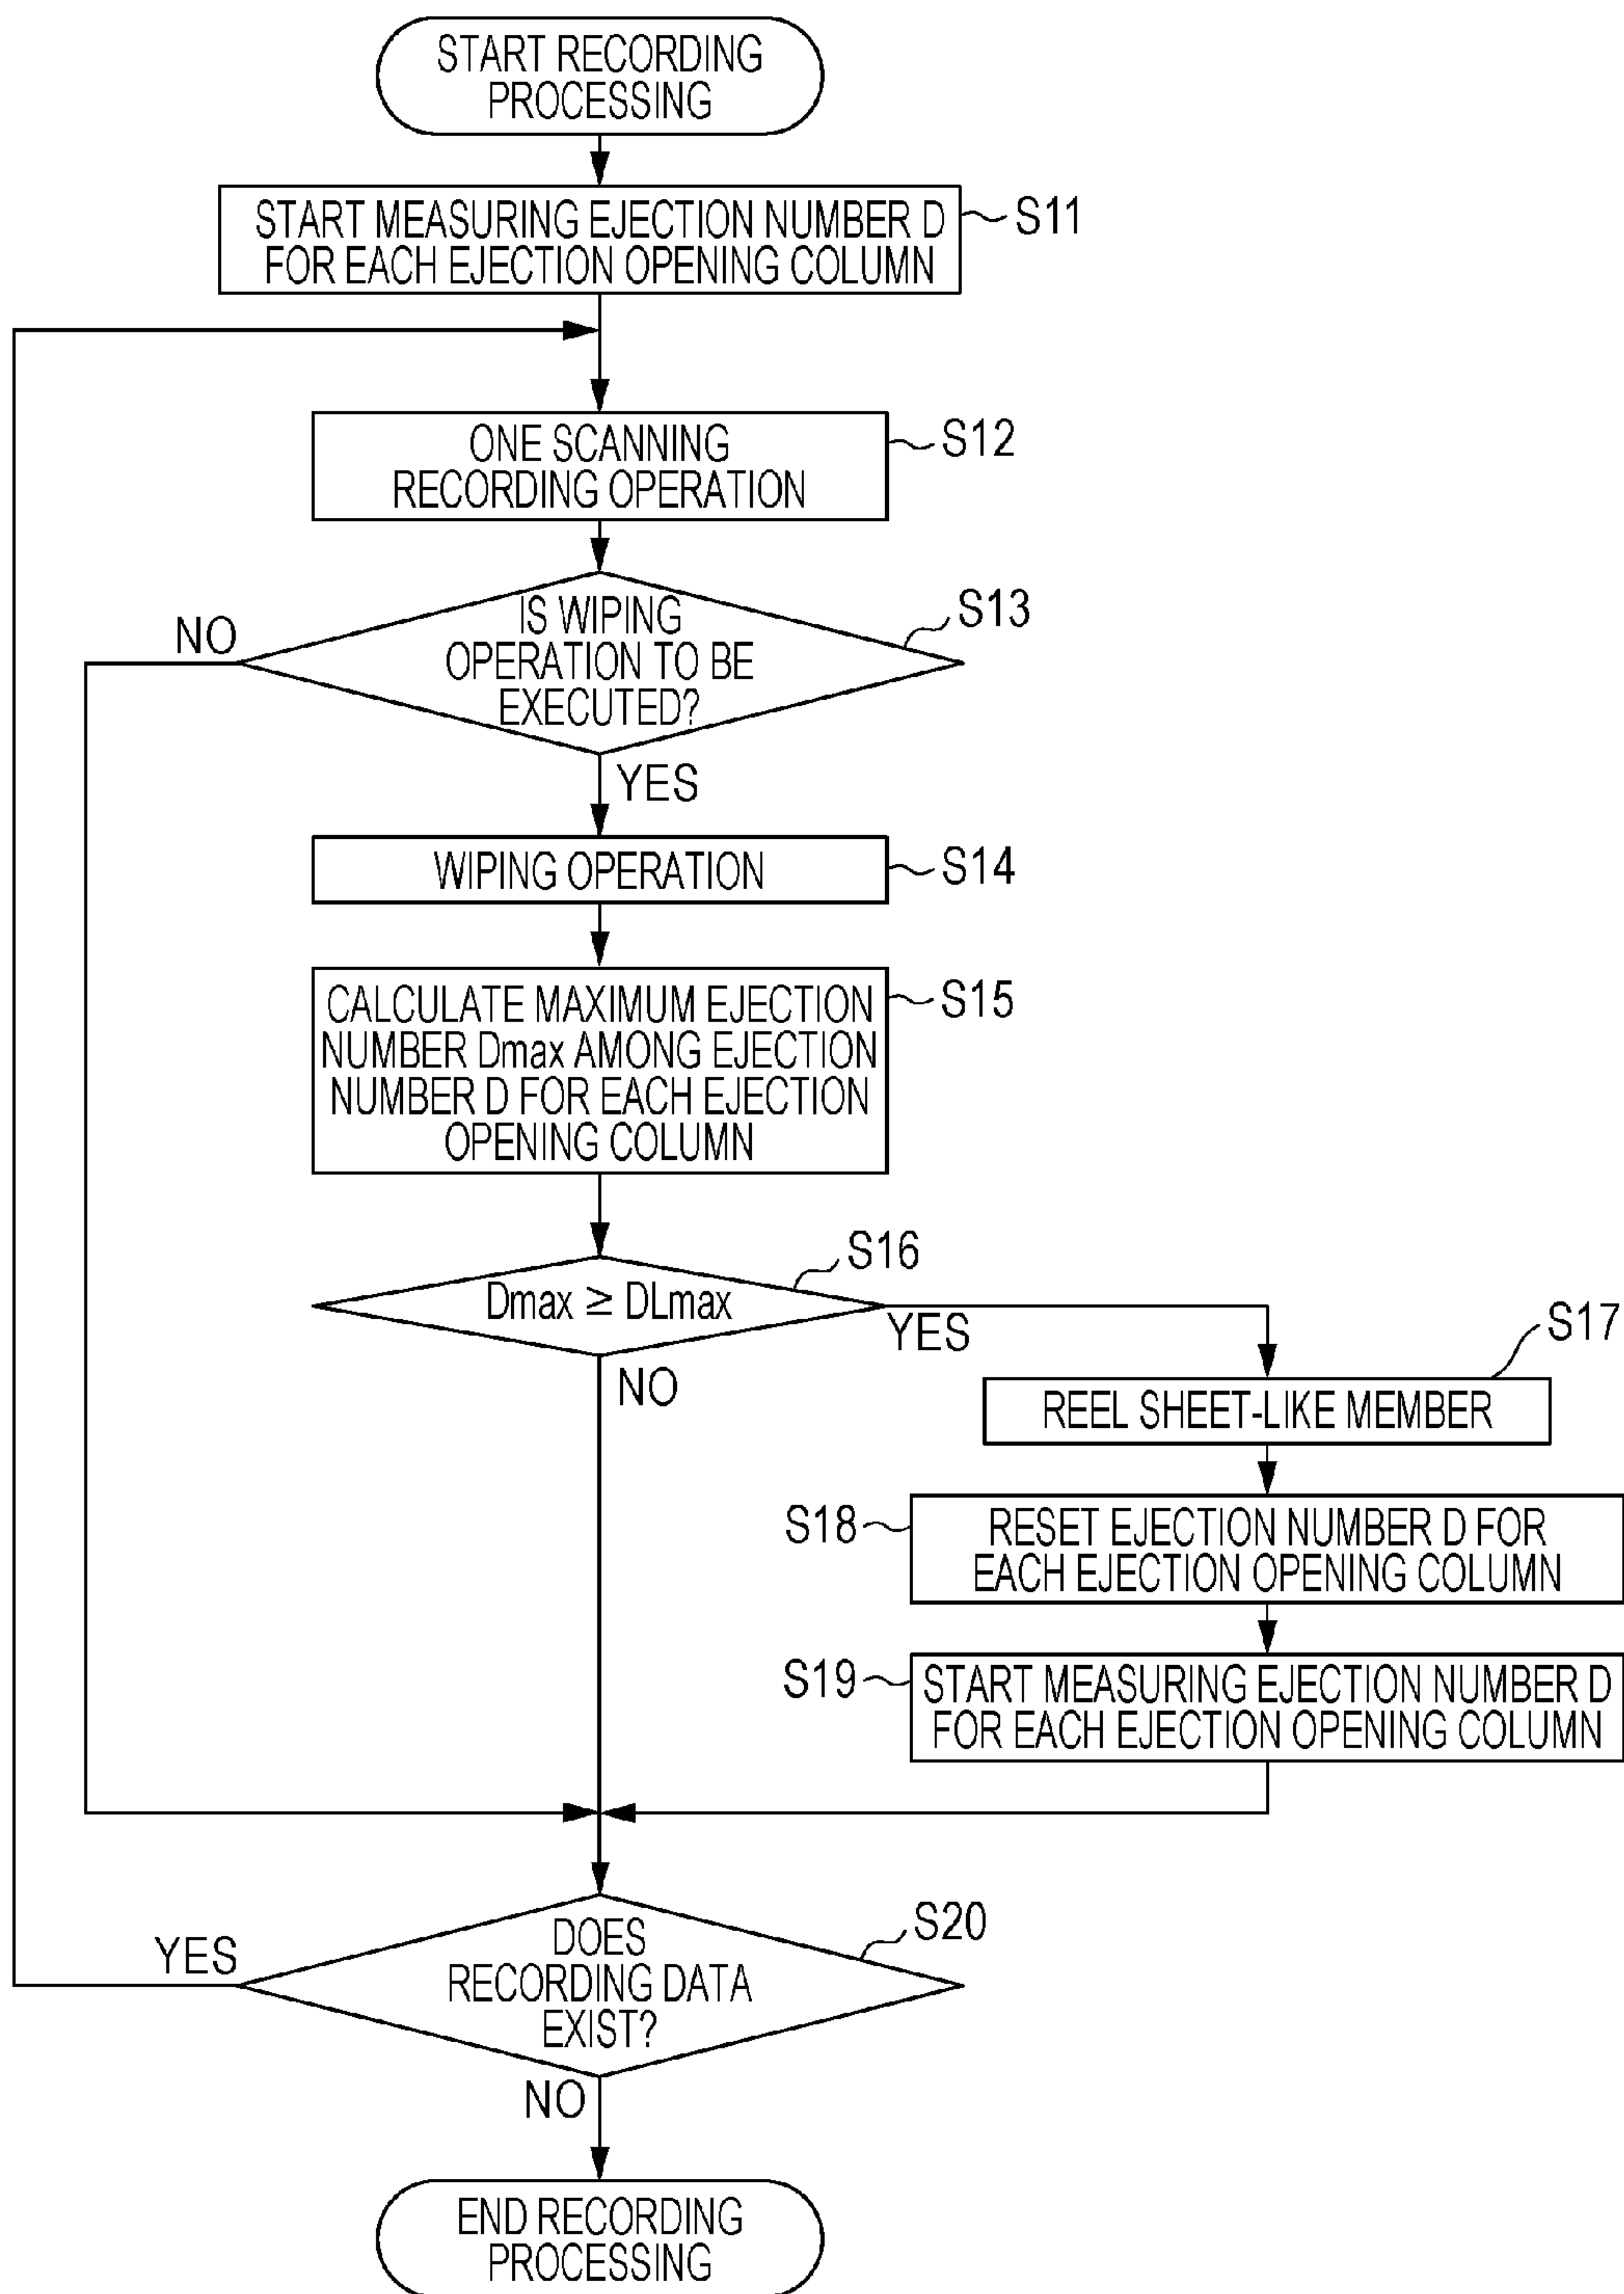 START RECORDING
PROCESSING
START MEASURING EJECTION NUMBER D
FOR EACH EJECTION OPENING COLUMN
S11
ONE SCANNING
RECORDING OPERATION
S12
IS WIPING
OPERATION TO BE
EXECUTED?
S13
NO
YES
WIPING OPERATION
S14
CALCULATE MAXIMUM EJECTION
NUMBER Dmax AMONG EJECTION
NUMBER D FOR EACH EJECTION
OPENING COLUMN
S15
Dmax ≥ DLmax
S16
YES
NO
REEL SHEET-LIKE MEMBER
S17
RESET EJECTION NUMBER D FOR
EACH EJECTION OPENING COLUMN
S18
START MEASURING EJECTION NUMBER D
FOR EACH EJECTION OPENING COLUMN
S19
DOES
RECORDING DATA
EXIST?
S20
YES
NO
END RECORDING
PROCESSING